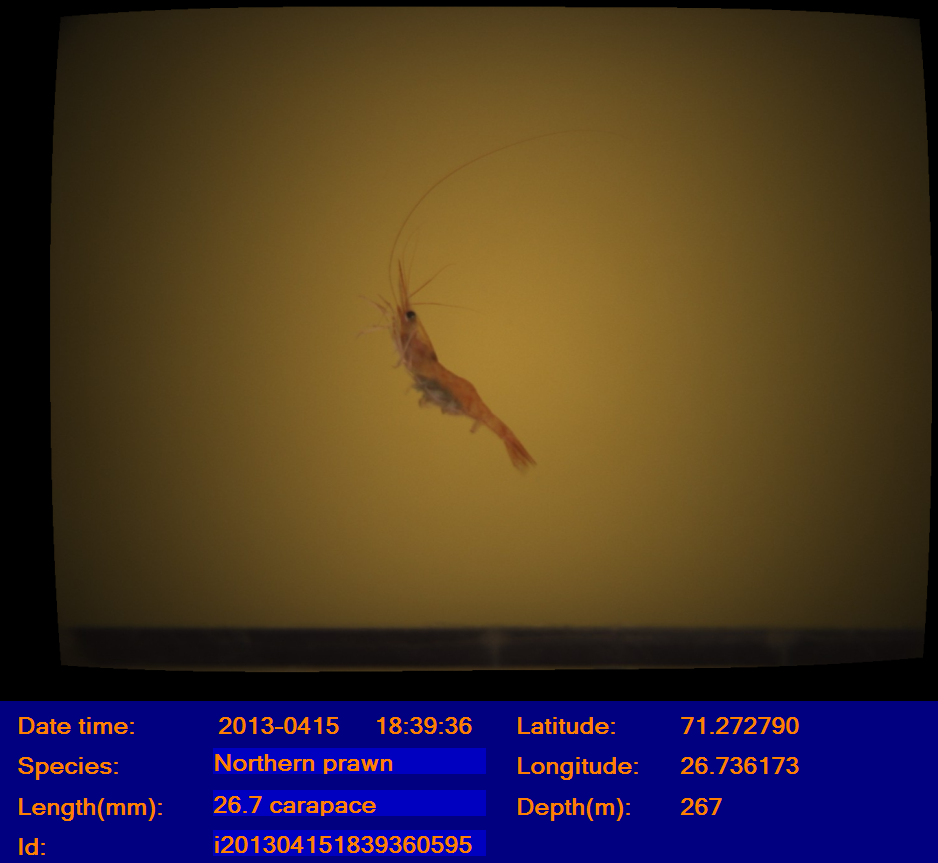 Date time: 2013-0415 18:39:36 Latitude: 71.272790
Species: Northern prawn Longitude: 26.736173
Length(mm): 26.7 carapace Depth(m): 267
Id: i201304151839360595